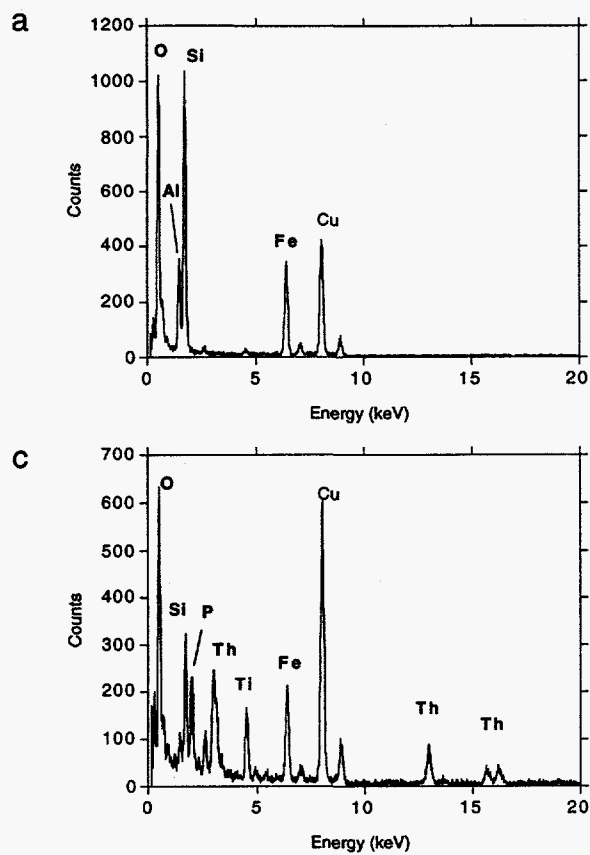 a
1200
1000
800
600
400
200
0
Counts
O
Si
Al
Fe
Cu
0 5 10 15 20
Energy (keV)
c
700
600
500
400
300
200
100
0
Counts
O
Cu
Si P
Th
Ti
Fe
Th
Th
0 5 10 15 20
Energy (keV)